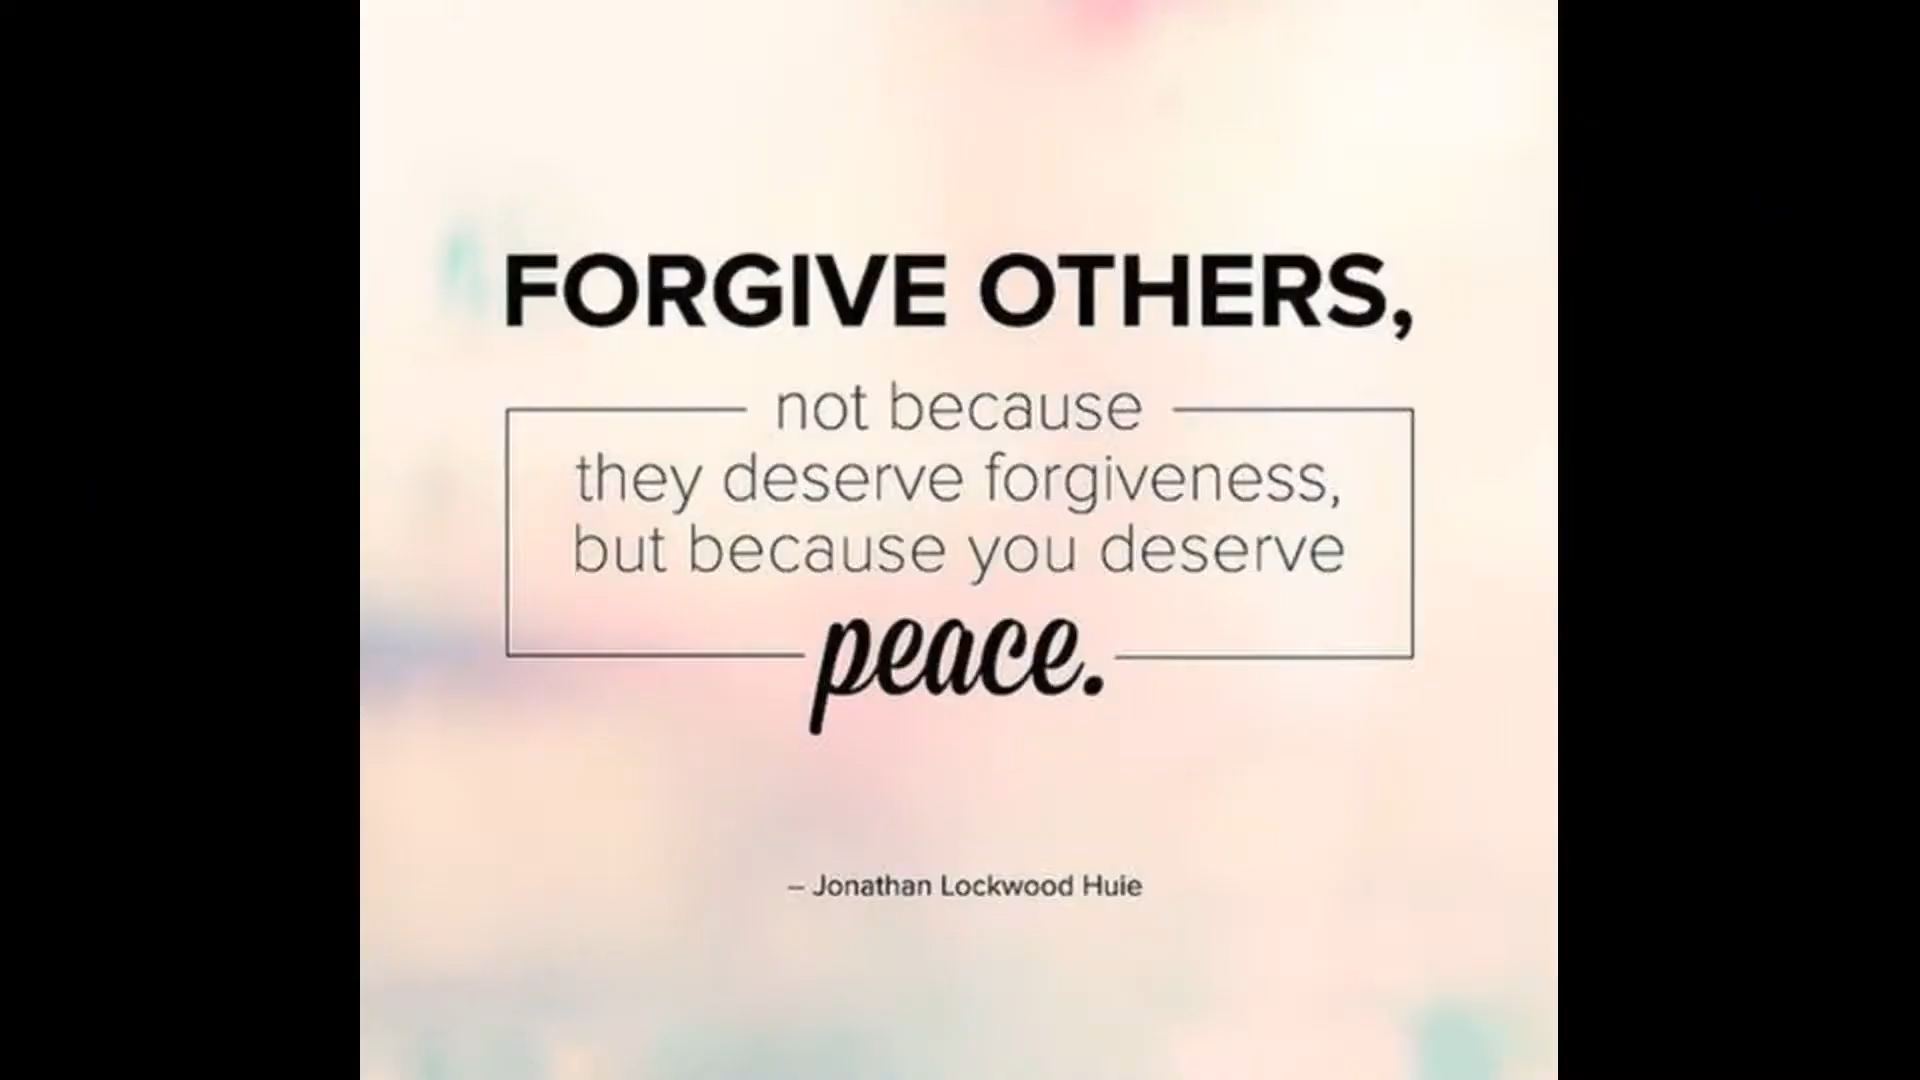 FORGIVE OTHERS,
not because
they deserve forgiveness,
but because you deserve
peace.
– Jonathan Lockwood Huie